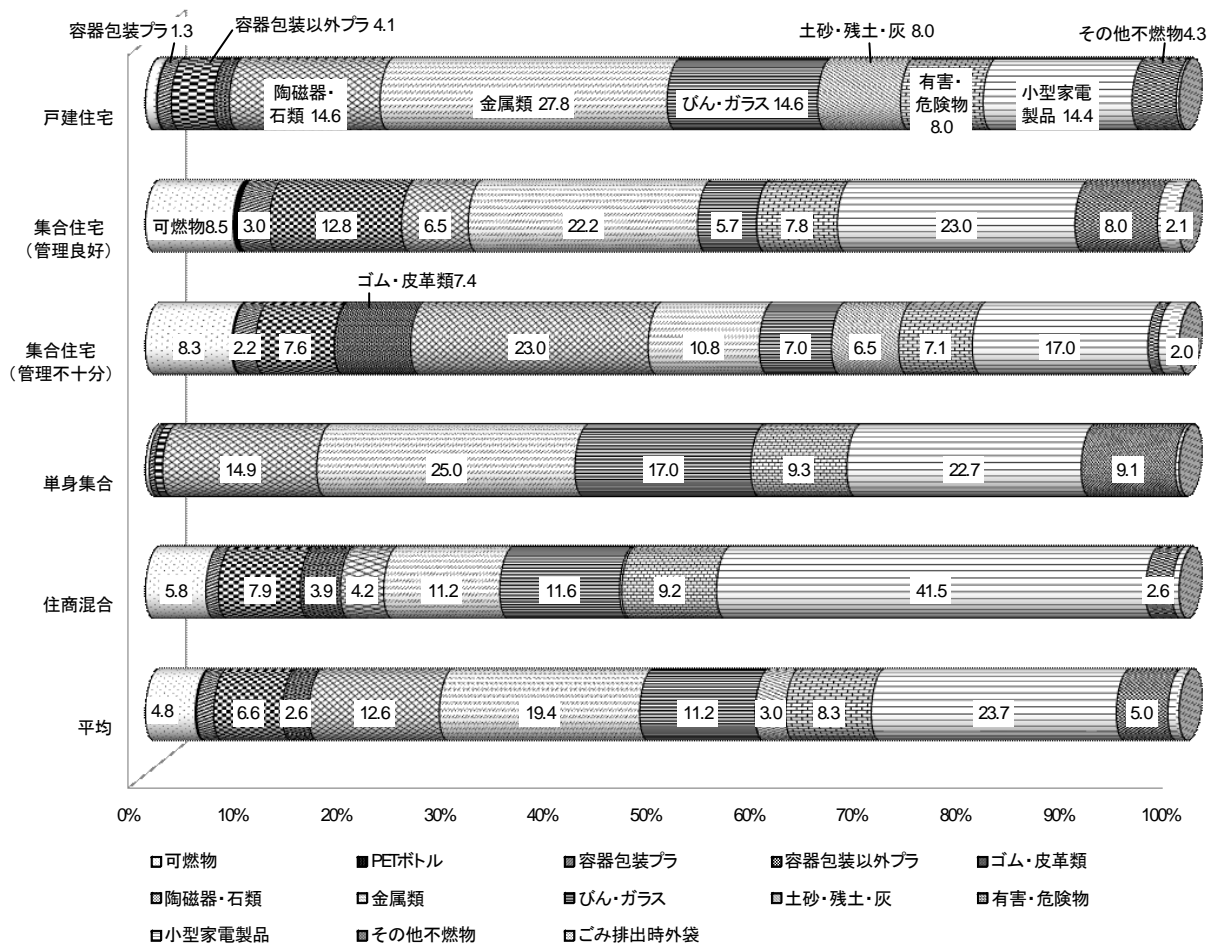 容器包装プラ1.3
容器包装以外プラ 4.1
土砂・残土・灰 8.0
その他不燃物4.3
戸建住宅
陶磁器・
石類 14.6
金属類 27.8
びん・ガラス 14.6
有害・
危険物
8.0
小型家電
製品 14.4
集合住宅
(管理良好)
可燃物8.5
3.0
12.8
6.5
22.2
5.7
7.8
23.0
8.0
2.1
ゴム・皮革類7.4
集合住宅
(管理不十分)
8.3
2.2
7.6
23.0
10.8
7.0
6.5
7.1
17.0
2.0
単身集合
14.9
25.0
17.0
9.3
22.7
9.1
住商混合
5.8
7.9
3.9
4.2
11.2
11.6
9.2
41.5
2.6
平均
4.8
6.6
2.6
12.6
19.4
11.2
3.0
8.3
23.7
5.0
0%
10%
20%
30%
40%
50%
60%
70%
80%
90%
100%
可燃物
PETボトル
容器包装プラ
容器包装以外プラ
ゴム・皮革類
陶磁器・石類
金属類
びん・ガラス
土砂・残土・灰
有害・危険物
小型家電製品
その他不燃物
ごみ排出時外袋